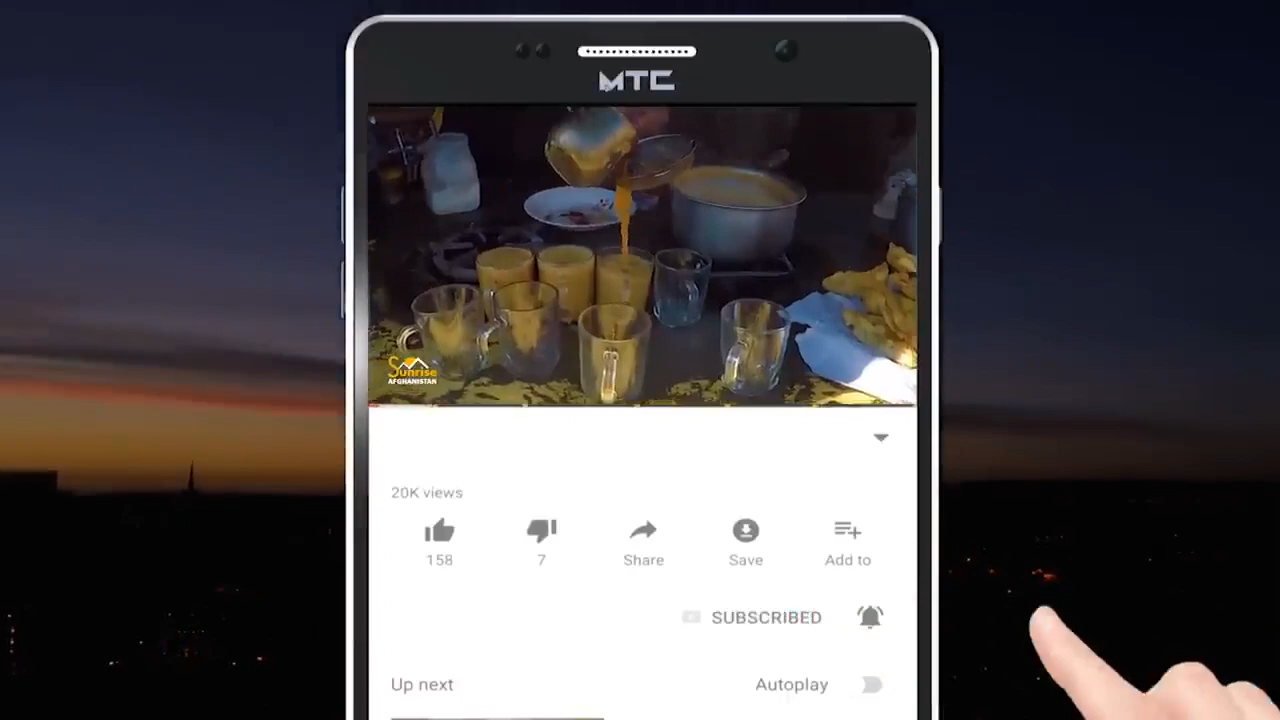 MTC
Sunrise
AFGHANISTAN
20K views
158
7
Share
Save
Add to
SUBSCRIBED
Up next
Autoplay